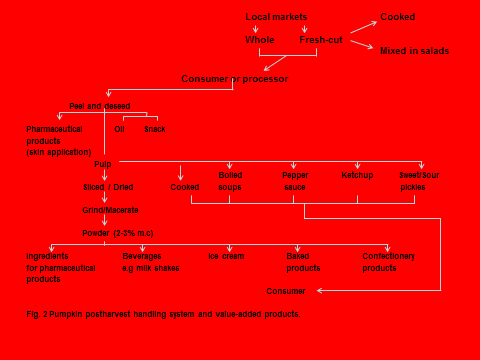 Local markets
Cooked
Whole
Fresh-cut
Mixed in salads
Consumer or processor
Peel and deseed
Pharmaceutical
products
(skin application)
Oil
Snack
Pulp
Sliced / Dried
Cooked
Boiled
soups
Pepper
sauce
Ketchup
Sweet/Sour
pickles
Grind/Macerate
Powder (2-3% m.c)
Ingredients
for pharmaceutical
products
Beverages
e.g milk shakes
Ice cream
Baked
products
Confectionery
products
Consumer
Fig. 2 Pumpkin postharvest handling system and value-added products.